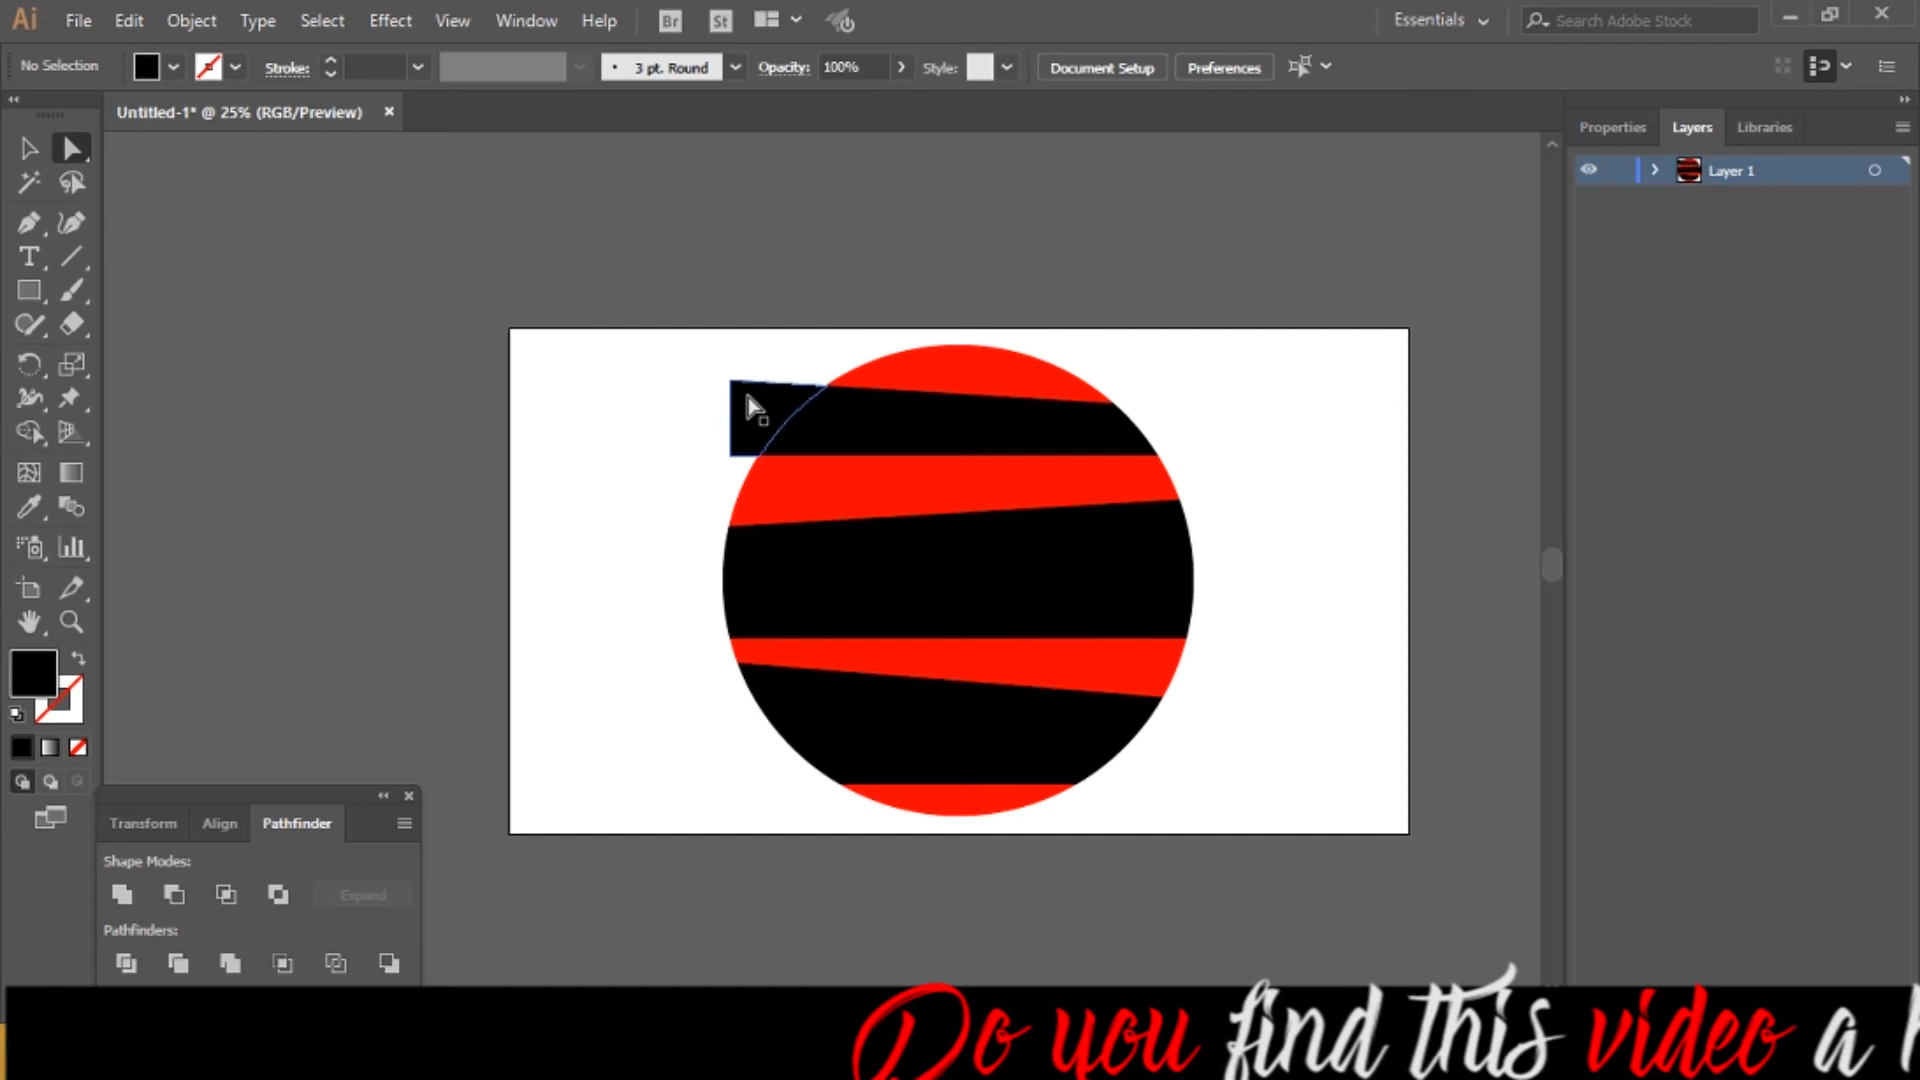 Ai File Edit Object Type Select Effect View Window Help Br St Essentials Search Adobe Stock
No Selection Stroke: 3 pt. Round Opacity: 100% Style: Document Setup Preferences
Untitled-1* @ 25% (RGB/Preview)
Properties Layers Libraries
Layer 1
Transform Align Pathfinder
Shape Modes:
Expand
Pathfinders:
Do you find this video a